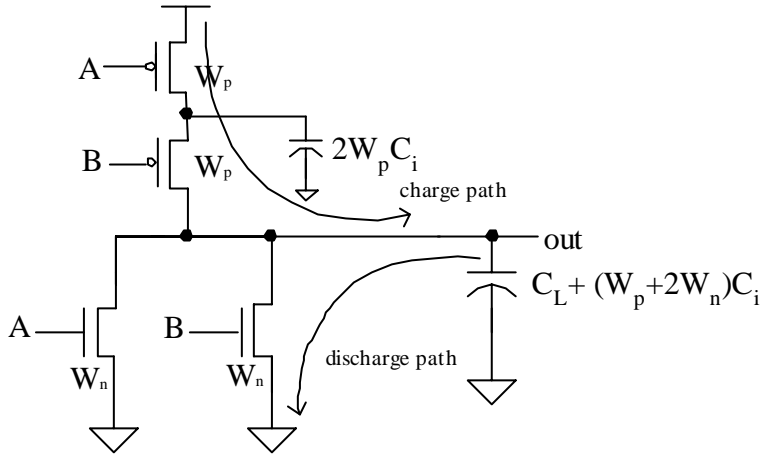 A
W_p
B
W_p
2W_pC_i
charge path
out
C_L+ (W_p+2W_n)C_i
A
W_n
B
W_n
discharge path